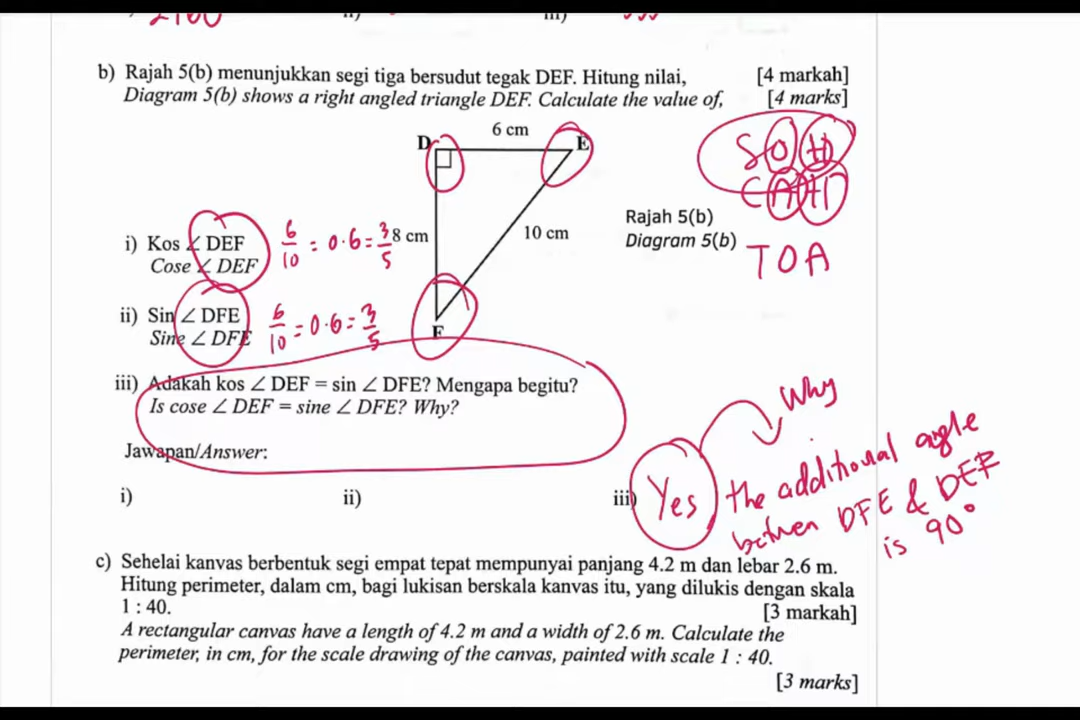 2100
iii)
b) Rajah 5(b) menunjukkan segi tiga bersudut tegak DEF. Hitung nilai, [4 markah]
Diagram 5(b) shows a right angled triangle DEF. Calculate the value of, [4 marks]
6 cm
D E
SOH
CAH
TOA
Rajah 5(b)
Diagram 5(b)
8 cm
10 cm
F
i) Kos ∠ DEF 6/10 = 0.6 = 3/5
Cose ∠ DEF
ii) Sin ∠ DFE 6/10 = 0.6 = 3/5
Sine ∠ DFE
iii) Adakah kos ∠ DEF = sin ∠ DFE? Mengapa begitu?
Is cose ∠ DEF = sine ∠ DFE? Why?
Jawapan/Answer:
i) ii) iii) Yes
Why
the additional angle
between DFE & DEF
is 90°
c) Sehelai kanvas berbentuk segi empat tepat mempunyai panjang 4.2 m dan lebar 2.6 m.
Hitung perimeter, dalam cm, bagi lukisan berskala kanvas itu, yang dilukis dengan skala
1 : 40. [3 markah]
A rectangular canvas have a length of 4.2 m and a width of 2.6 m. Calculate the
perimeter, in cm, for the scale drawing of the canvas, painted with scale 1 : 40.
[3 marks]